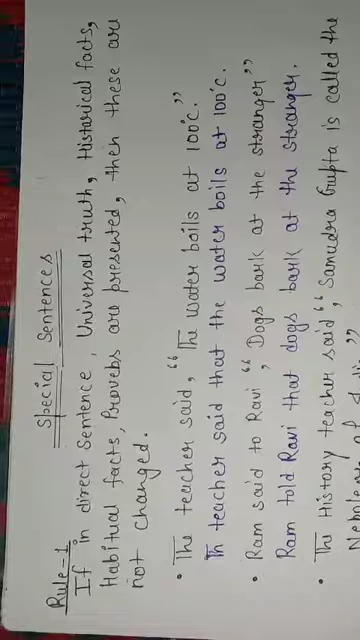 Special Sentences
Rule-1
If in direct sentence, Universal truth, Historical facts,
Habitual facts, Proverbs are presented, then these are
not changed.
• The teacher said, "The water boils at 100°C."
Th teacher said that the water boils at 100°C.
• Ram said to Ravi, "Dogs bark at the stranger"
Ram told Ravi that dogs bark at the stranger.
• The History teacher said, "Samudra Gupta is called the